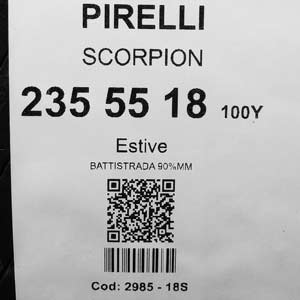 PIRELLI
SCORPION
235 55 18 100Y
Estive
BATTISTRADA 90%MM
Cod: 2985 - 18S